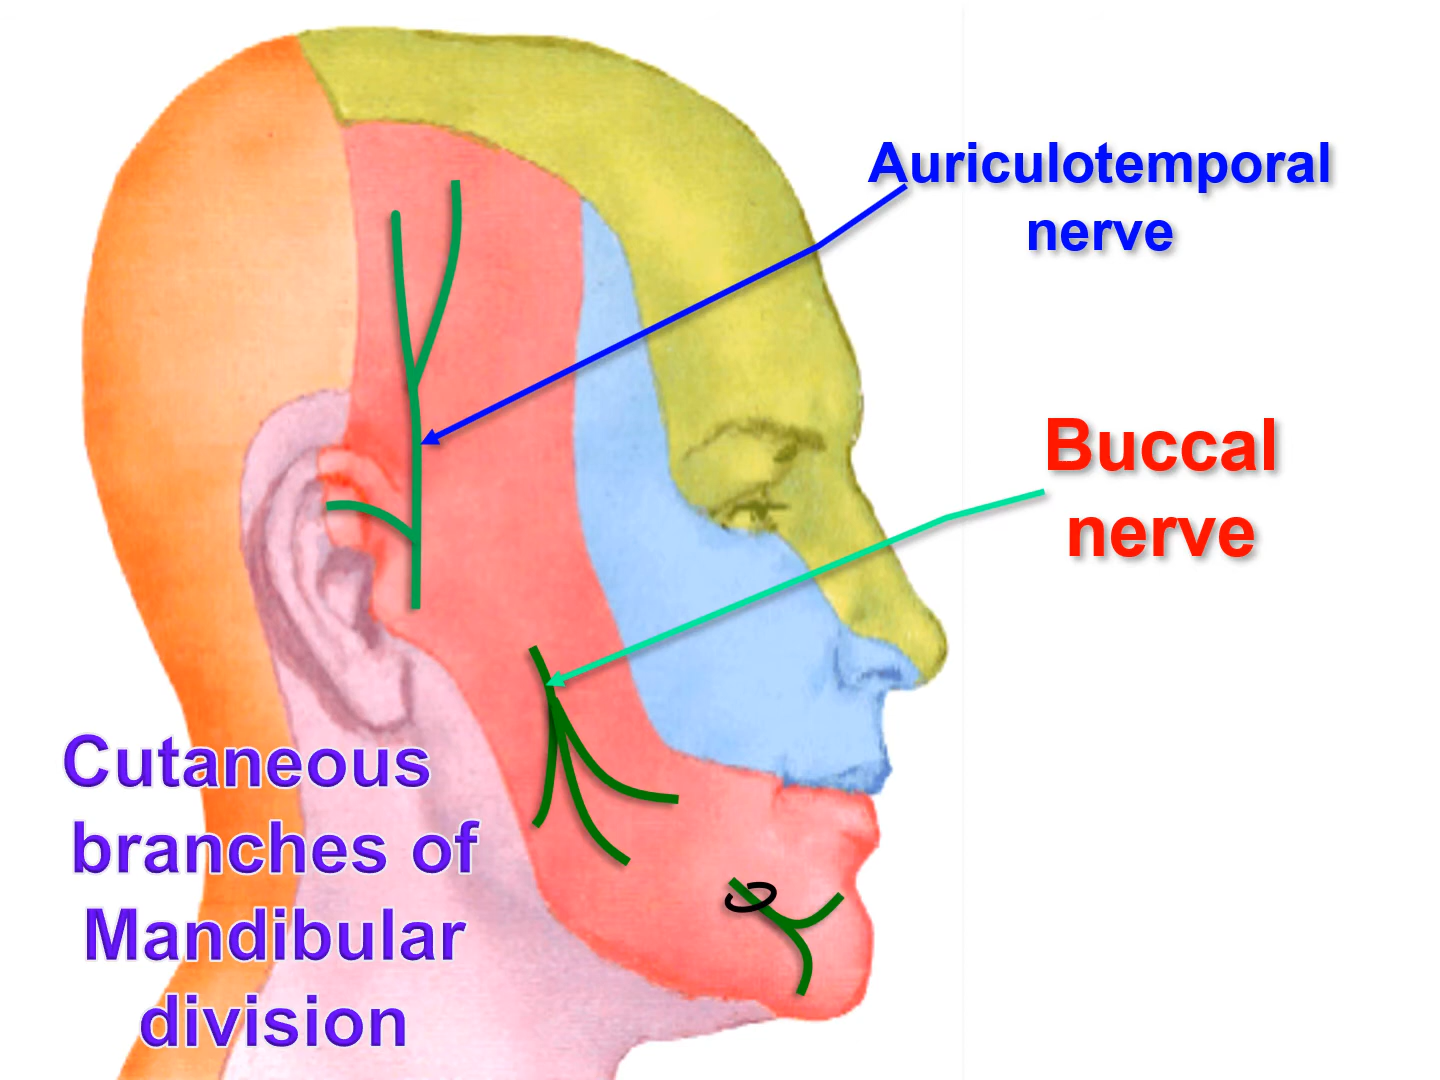 Auriculotemporal
nerve
Buccal
nerve
Cutaneous
branches of
Mandibular
division